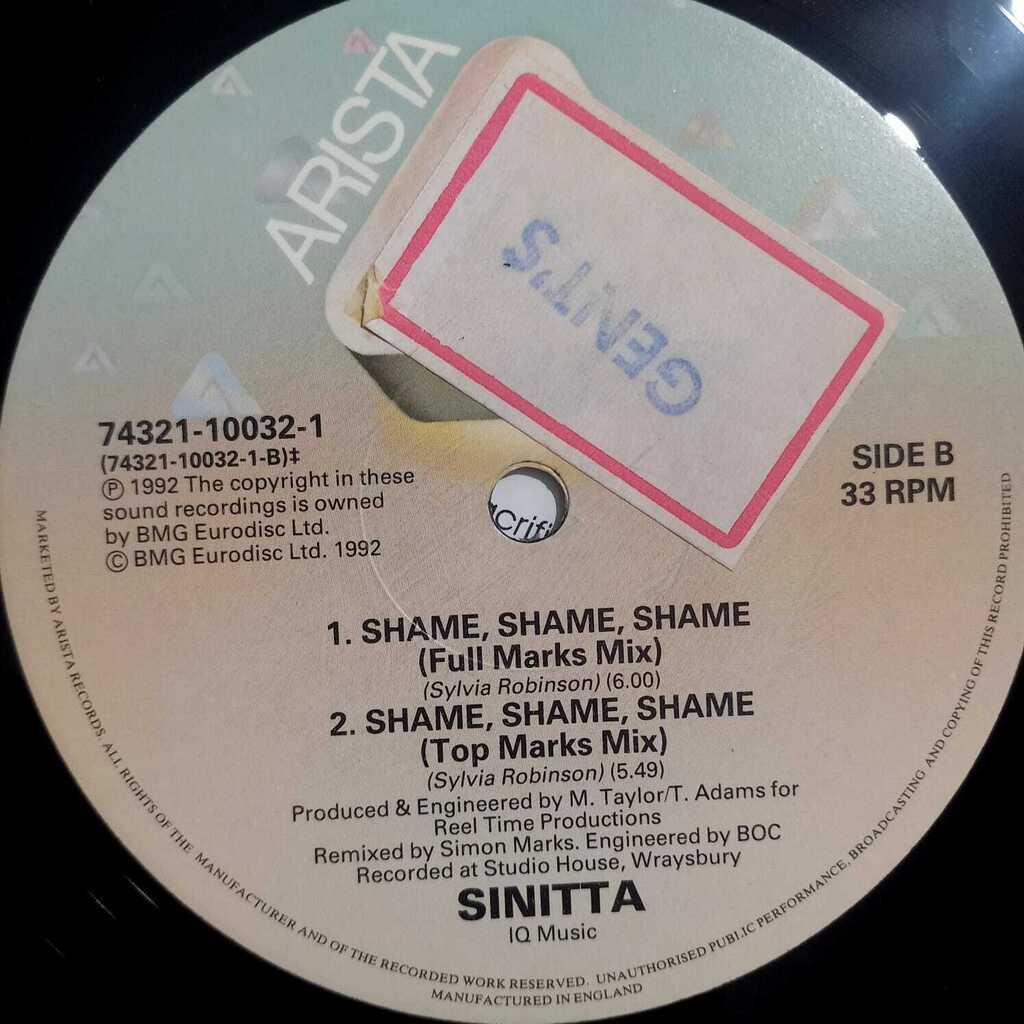 ARISTA
GENT'S
74321-10032-1
(74321-10032-1-B)‡
Ⓟ 1992 The copyright in these
sound recordings is owned
by BMG Eurodisc Ltd.
© BMG Eurodisc Ltd. 1992
SIDE B
33 RPM
1. SHAME, SHAME, SHAME
(Full Marks Mix)
(Sylvia Robinson) (6.00)
2. SHAME, SHAME, SHAME
(Top Marks Mix)
(Sylvia Robinson) (5.49)
Produced & Engineered by M. Taylor/T. Adams for
Reel Time Productions
Remixed by Simon Marks. Engineered by BOC
Recorded at Studio House, Wraysbury
SINITTA
IQ Music
MARKETED BY ARISTA RECORDS. ALL RIGHTS OF THE MANUFACTURER AND OF THE RECORDED WORK RESERVED. UNAUTHORISED PUBLIC PERFORMANCE, BROADCASTING AND COPYING OF THIS RECORD PROHIBITED
MANUFACTURED IN ENGLAND